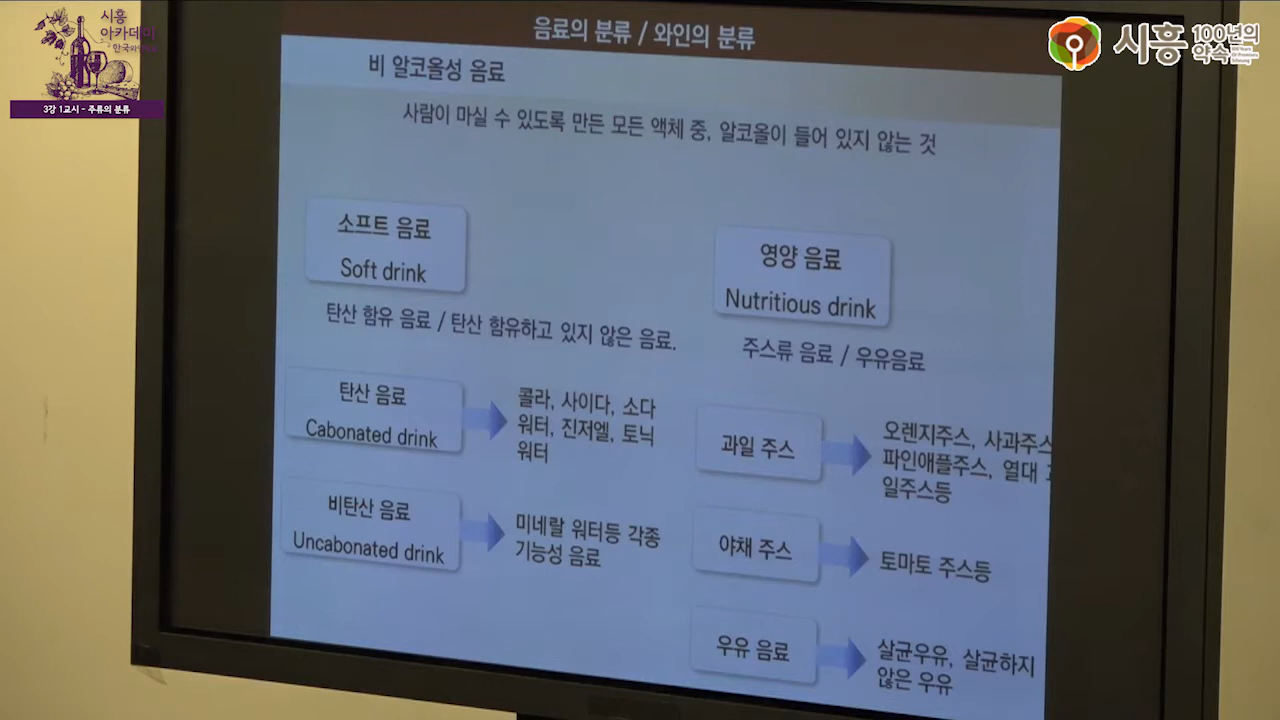 시흥
아카데미
3강 1교시 - 주류의 분류
시흥
100년의
약속
음료의 분류 / 와인의 분류
비 알코올성 음료
사람이 마실 수 있도록 만든 모든 액체 중, 알코올이 들어 있지 않는 것
소프트 음료
Soft drink
탄산 함유 음료 / 탄산 함유하고 있지 않은 음료.
탄산 음료
Cabonated drink
콜라, 사이다, 소다
워터, 진저엘, 토닉
워터
비탄산 음료
Uncabonated drink
미네랄 워터등 각종
기능성 음료
영양 음료
Nutritious drink
주스류 음료 / 우유음료
과일 주스
오렌지주스, 사과주스
파인애플주스, 열대
일주스등
야채 주스
토마토 주스등
우유 음료
살균우유, 살균하지
않은 우유